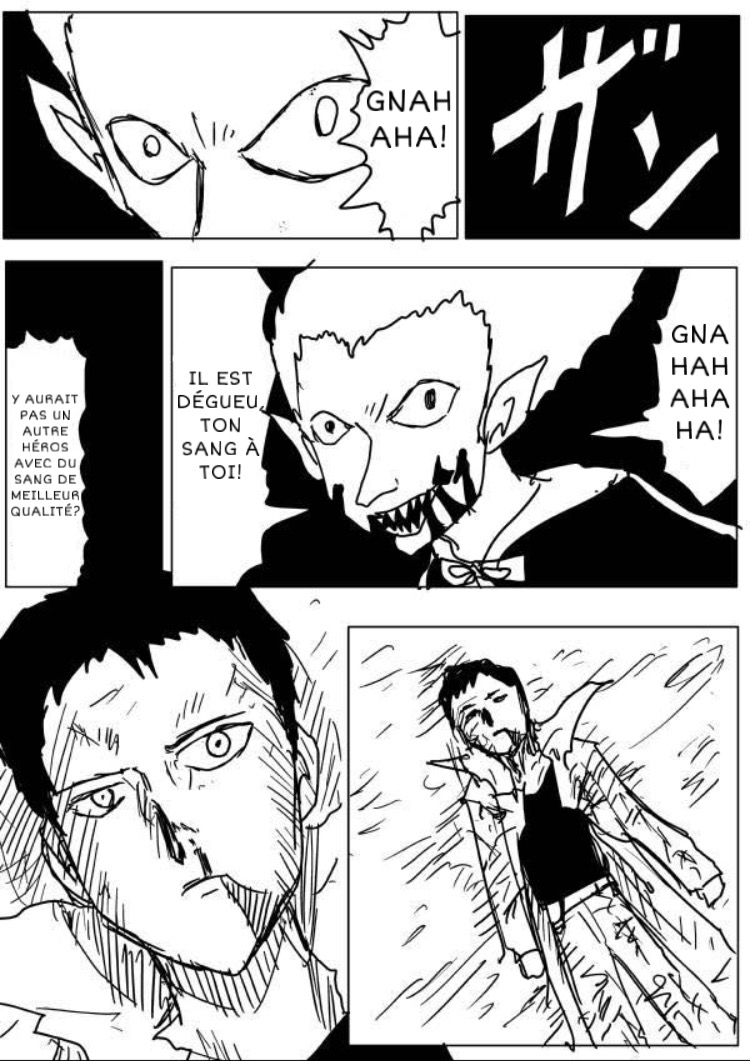 ザン
GNAH
AHA!
GNA
HAH
AHA
HA!
IL EST
DÉGUEU,
TON
SANG À
TOI!
Y AURAIT
PAS UN
AUTRE
HÉROS
AVEC DU
SANG DE
MEILLEUR
QUALITÉ?